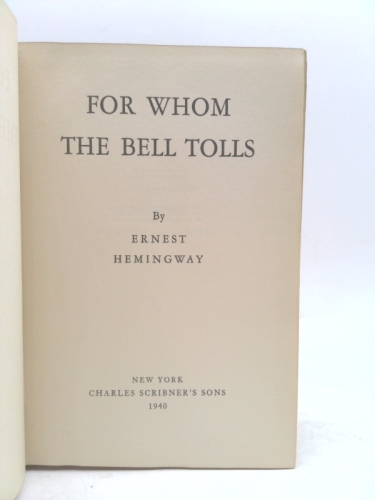 FOR WHOM
THE BELL TOLLS
By
ERNEST
HEMINGWAY
NEW YORK
CHARLES SCRIBNER'S SONS
1940